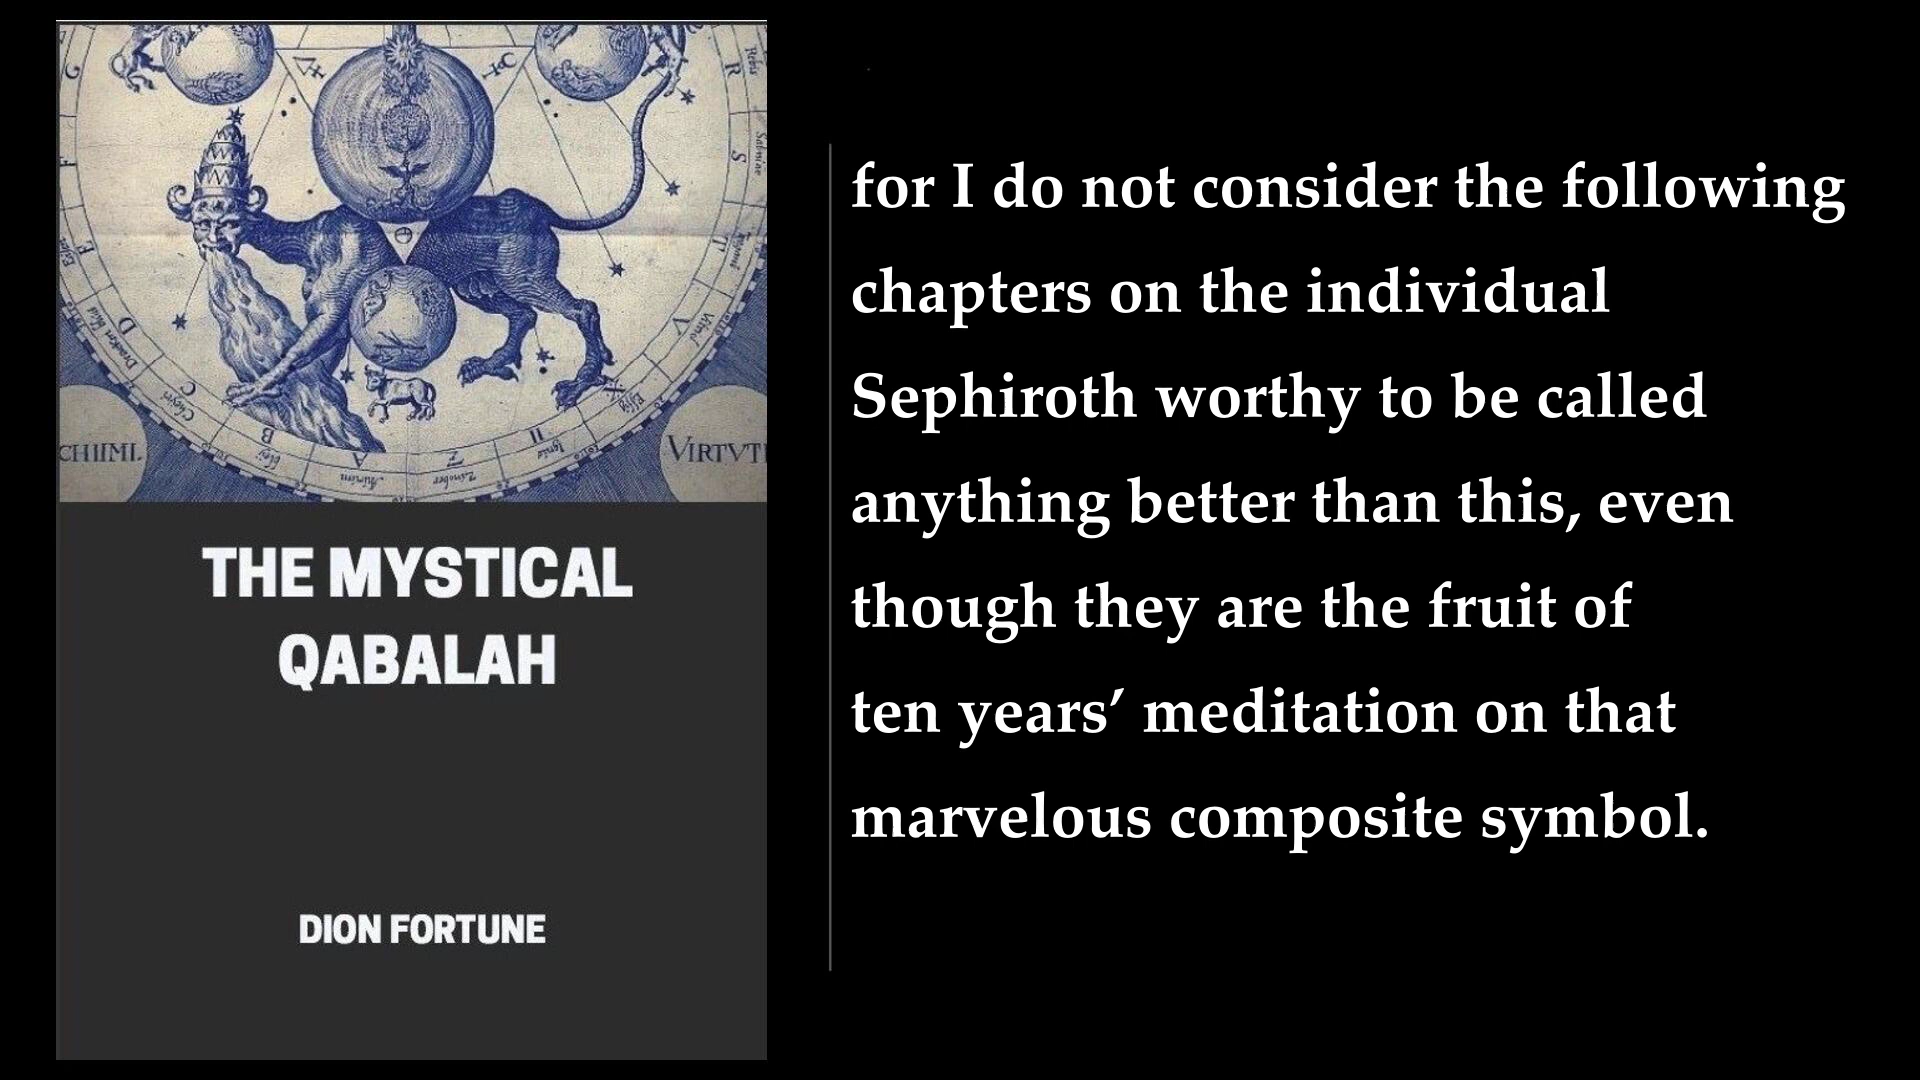 CHIIMI.
VIRTVTI
THE MYSTICAL
QABALAH
DION FORTUNE
for I do not consider the following
chapters on the individual
Sephiroth worthy to be called
anything better than this, even
though they are the fruit of
ten years’ meditation on that
marvelous composite symbol.